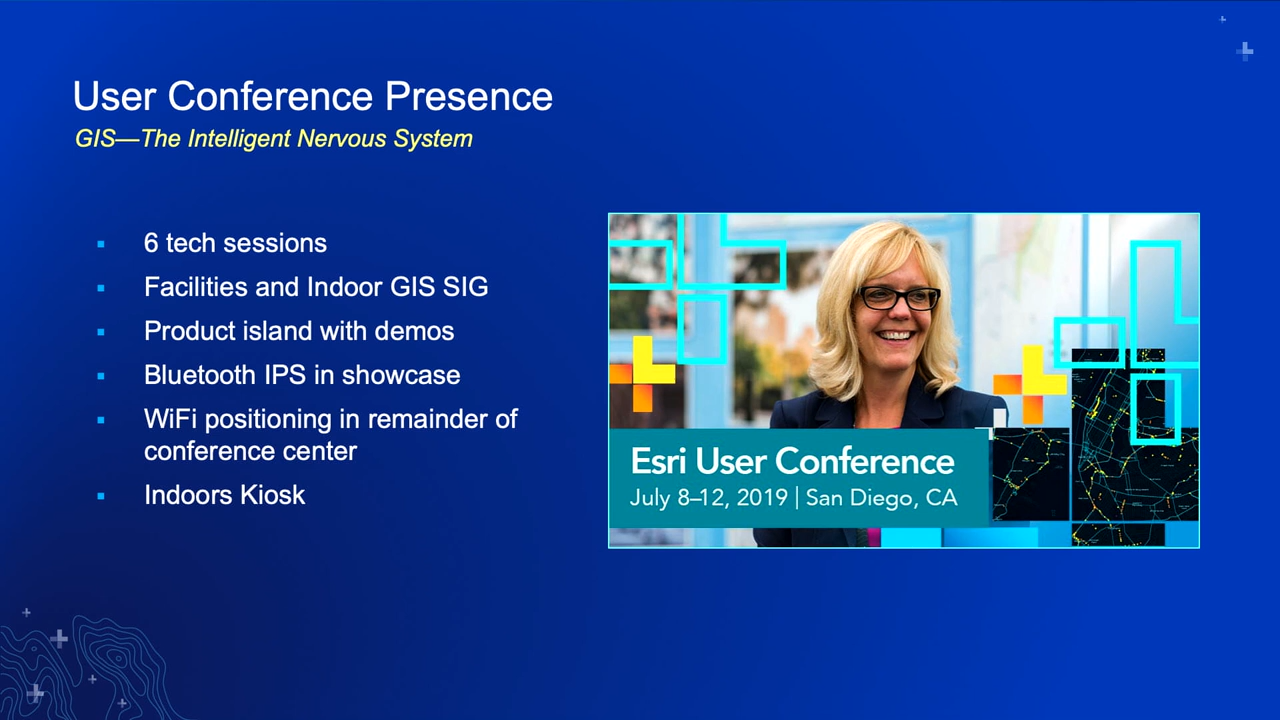 User Conference Presence
GIS—The Intelligent Nervous System
6 tech sessions
Facilities and Indoor GIS SIG
Product island with demos
Bluetooth IPS in showcase
WiFi positioning in remainder of
conference center
Indoors Kiosk
Esri User Conference
July 8–12, 2019 | San Diego, CA